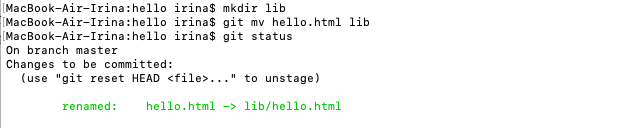 [MacBook-Air-Irina:hello irina$ mkdir lib
[MacBook-Air-Irina:hello irina$ git mv hello.html lib
[MacBook-Air-Irina:hello irina$ git status
On branch master
Changes to be committed:
  (use "git reset HEAD <file>..." to unstage)
        renamed:    hello.html -> lib/hello.html